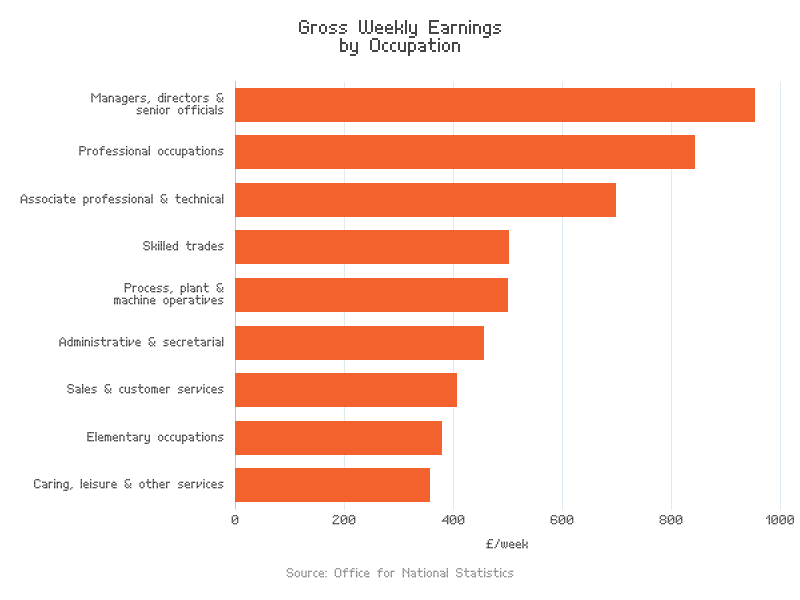 Gross Weekly Earnings
by Occupation
Managers, directors &
senior officials
Professional occupations
Associate professional & technical
Skilled trades
Process, plant &
machine operatives
Administrative & secretarial
Sales & customer services
Elementary occupations
Caring, leisure & other services
0 200 400 600 800 1000
£/week
Source: Office for National Statistics